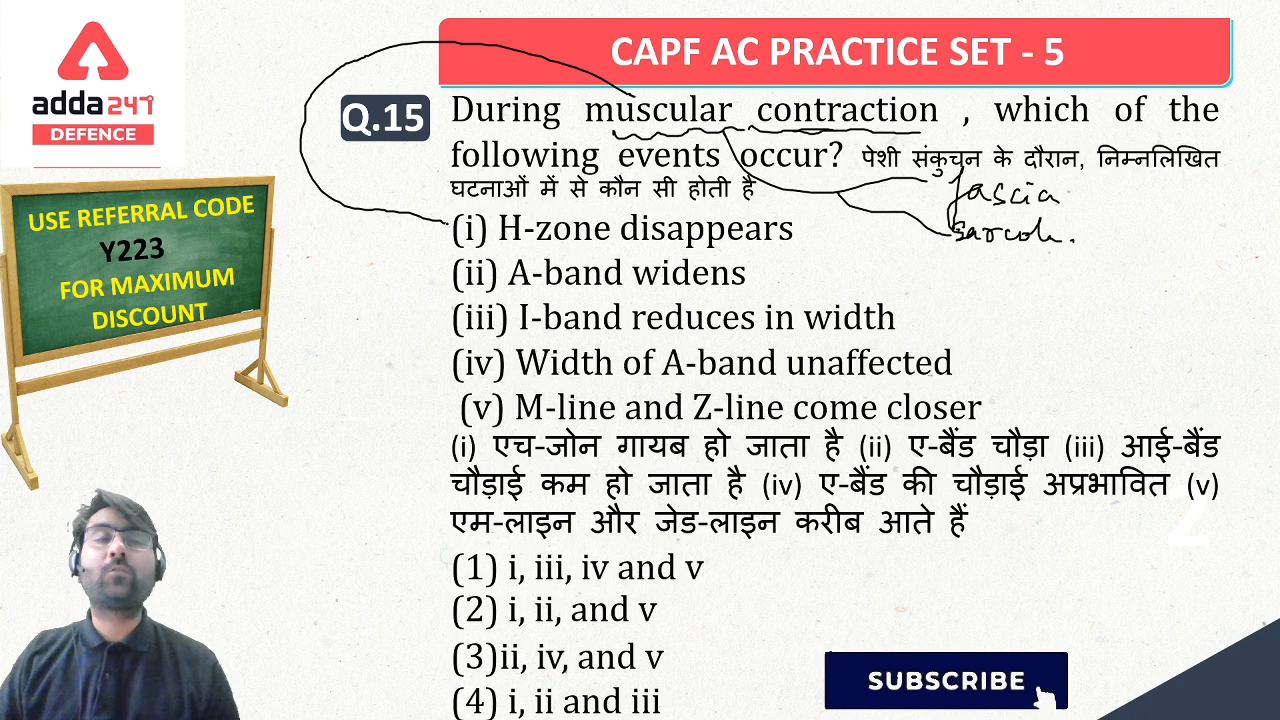 adda247
DEFENCE
CAPF AC PRACTICE SET - 5
USE REFERRAL CODE
Y223
FOR MAXIMUM
DISCOUNT
Q.15
During muscular contraction , which of the
following events occur? पेशी संकुचन के दौरान, निम्नलिखित
घटनाओं में से कौन सी होती है
fascia
(i) H-zone disappears
(ii) A-band widens
(iii) I-band reduces in width
(iv) Width of A-band unaffected
(v) M-line and Z-line come closer
(i) एच-जोन गायब हो जाता है (ii) ए-बैंड चौड़ा (iii) आई-बैंड
चौड़ाई कम हो जाता है (iv) ए-बैंड की चौड़ाई अप्रभावित (v)
एम-लाइन और जेड-लाइन करीब आते हैं
(1) i, iii, iv and v
(2) i, ii, and v
(3)ii, iv, and v
(4) i, ii and iii
SUBSCRIBE